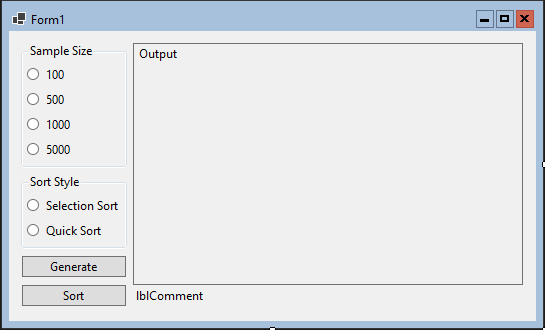 Form1
Sample Size
100
500
1000
5000
Sort Style
Selection Sort
Quick Sort
Generate
Sort
Output
lblComment